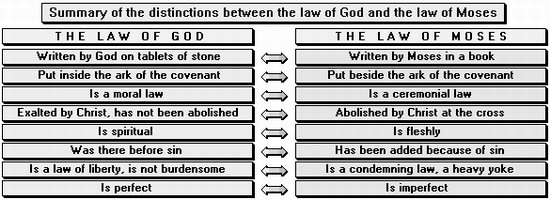 Summary of the distinctions between the law of God and the law of Moses
THE LAW OF GOD
THE LAW OF MOSES
Written by God on tablets of stone
Written by Moses in a book
Put inside the ark of the covenant
Put beside the ark of the covenant
Is a moral law
Is a ceremonial law
Exalted by Christ, has not been abolished
Abolished by Christ at the cross
Is spiritual
Is fleshly
Was there before sin
Has been added because of sin
Is a law of liberty, is not burdensome
Is a condemning law, a heavy yoke
Is perfect
Is imperfect